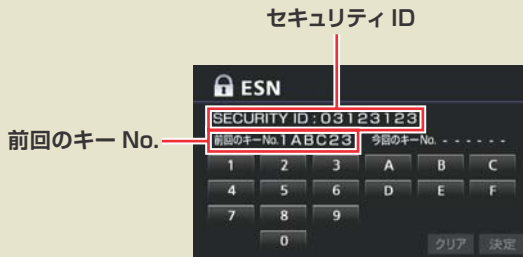 セキュリティ ID
ESN
SECURITY ID : 03123123
前回のキー No.
前回のキーNo.1ABC23 今回のキーNo. - - - - - -
1 2 3 A B C
4 5 6 D E F
7 8 9
0
クリア 決定